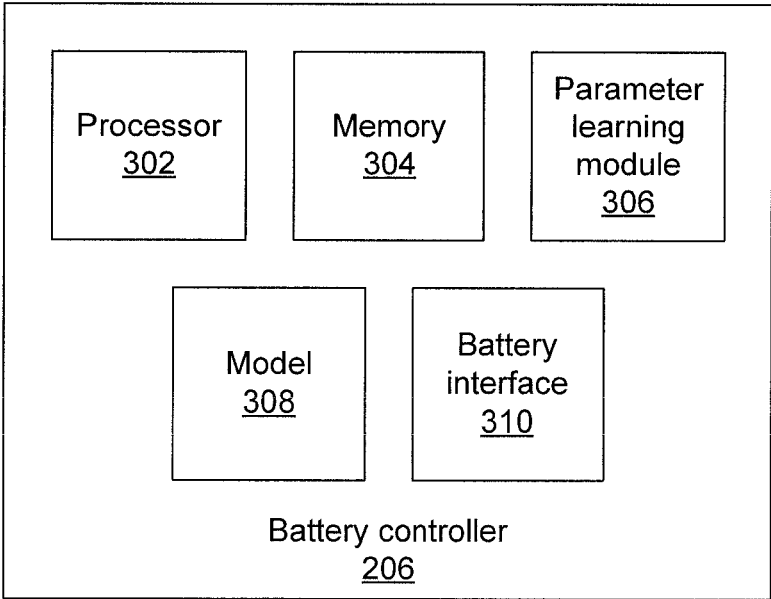 Processor
302
Memory
304
Parameter
learning
module
306
Model
308
Battery
interface
310
Battery controller
206